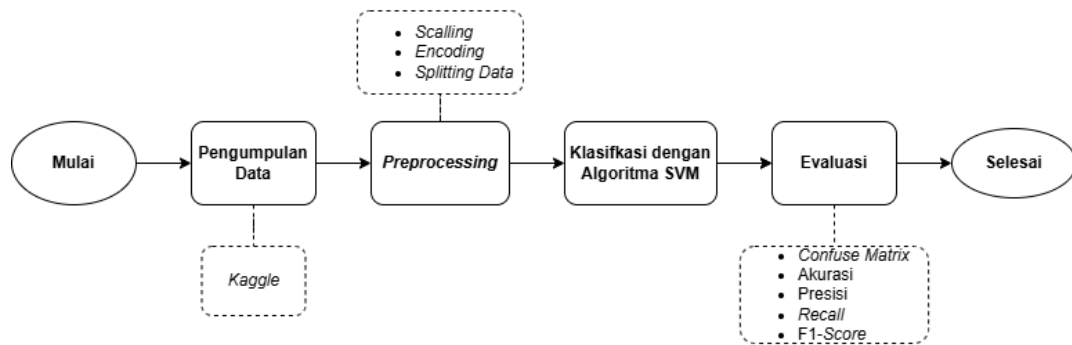 Scalling
Encoding
Splitting Data
Mulai
Pengumpulan
Data
Preprocessing
Klasifkasi dengan
Algoritma SVM
Evaluasi
Selesai
Kaggle
Confuse Matrix
Akurasi
Presisi
Recall
F1-Score